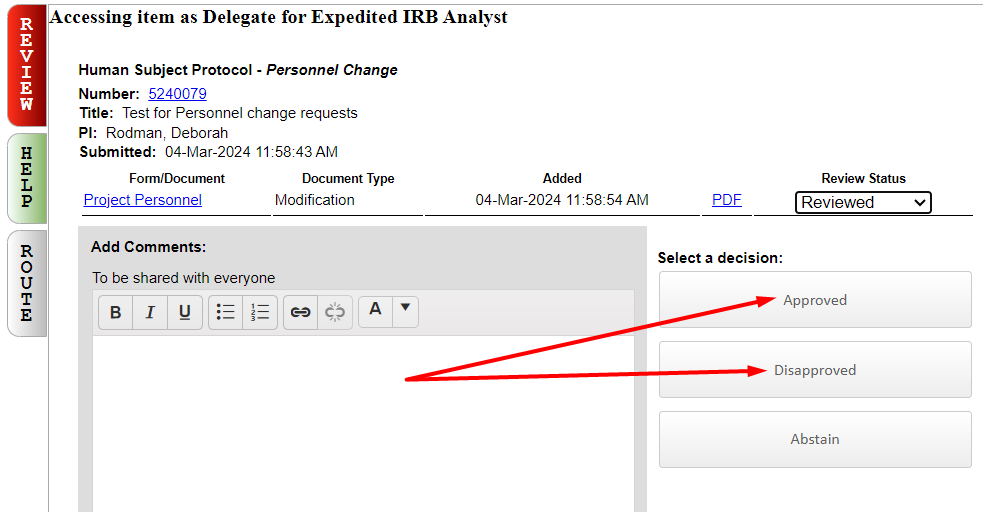 REVIEW
HELP
ROUTE
Accessing item as Delegate for Expedited IRB Analyst
Human Subject Protocol - Personnel Change
Number: 5240079
Title: Test for Personnel change requests
PI: Rodman, Deborah
Submitted: 04-Mar-2024 11:58:43 AM
Form/Document Document Type Added Review Status
Project Personnel Modification 04-Mar-2024 11:58:54 AM PDF Reviewed
Add Comments:
To be shared with everyone
B I U 1 2 3 A
Select a decision:
Approved
Disapproved
Abstain